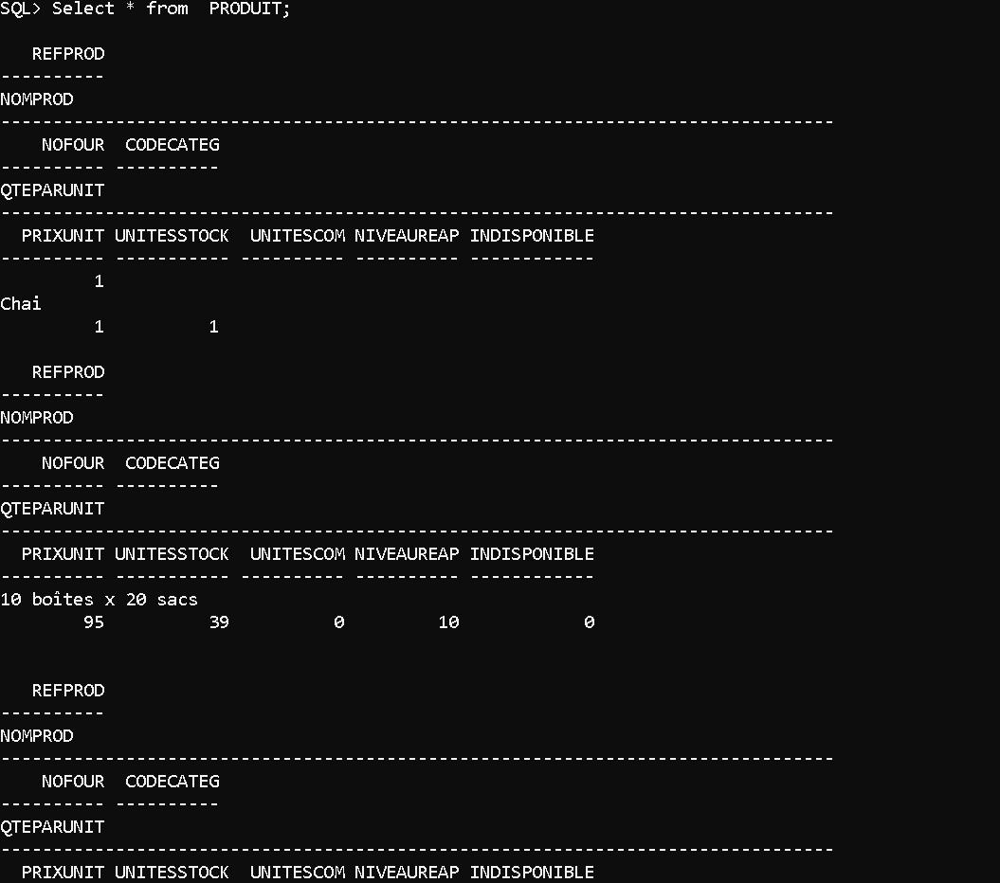 SQL> Select * from  PRODUIT;
   REFPROD
----------
NOMPROD
--------------------------------------------------------------------------------
    NOFOUR  CODECATEG
---------- ----------
QTEPARUNIT
--------------------------------------------------------------------------------
  PRIXUNIT UNITESSTOCK  UNITESCOM NIVEAUREAP INDISPONIBLE
---------- ----------- ---------- ---------- ------------
         1
Chai
         1          1
   REFPROD
----------
NOMPROD
--------------------------------------------------------------------------------
    NOFOUR  CODECATEG
---------- ----------
QTEPARUNIT
--------------------------------------------------------------------------------
  PRIXUNIT UNITESSTOCK  UNITESCOM NIVEAUREAP INDISPONIBLE
---------- ----------- ---------- ---------- ------------
10 boîtes x 20 sacs
        95          39          0         10            0
   REFPROD
----------
NOMPROD
--------------------------------------------------------------------------------
    NOFOUR  CODECATEG
---------- ----------
QTEPARUNIT
--------------------------------------------------------------------------------
  PRIXUNIT UNITESSTOCK  UNITESCOM NIVEAUREAP INDISPONIBLE